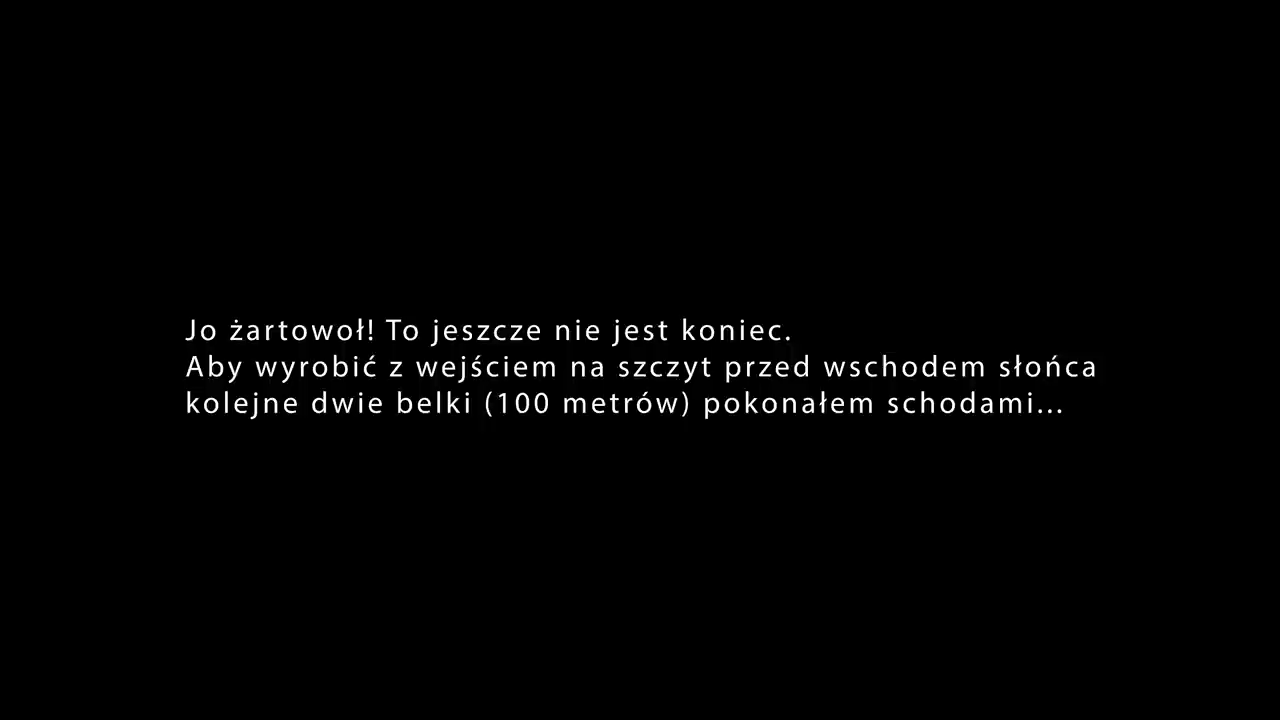 Jo żartowoł! To jeszcze nie jest koniec.
Aby wyrobić z wejściem na szczyt przed wschodem słońca
kolejne dwie belki (100 metrów) pokonałem schodami...